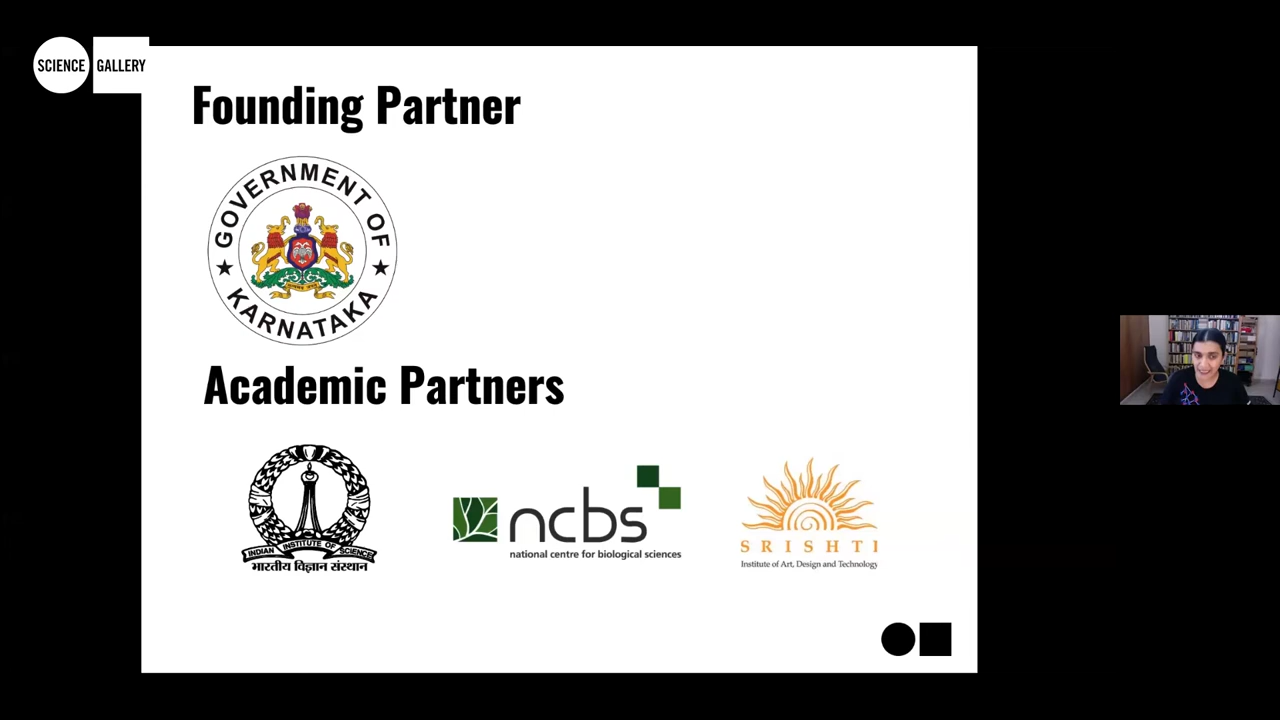 SCIENCE GALLERY
Founding Partner
GOVERNMENT OF
KARNATAKA
Academic Partners
INDIAN INSTITUTE OF SCIENCE
भारतीय विज्ञान संस्थान
ncbs
national centre for biological sciences
SRISHTI
Institute of Art, Design and Technology